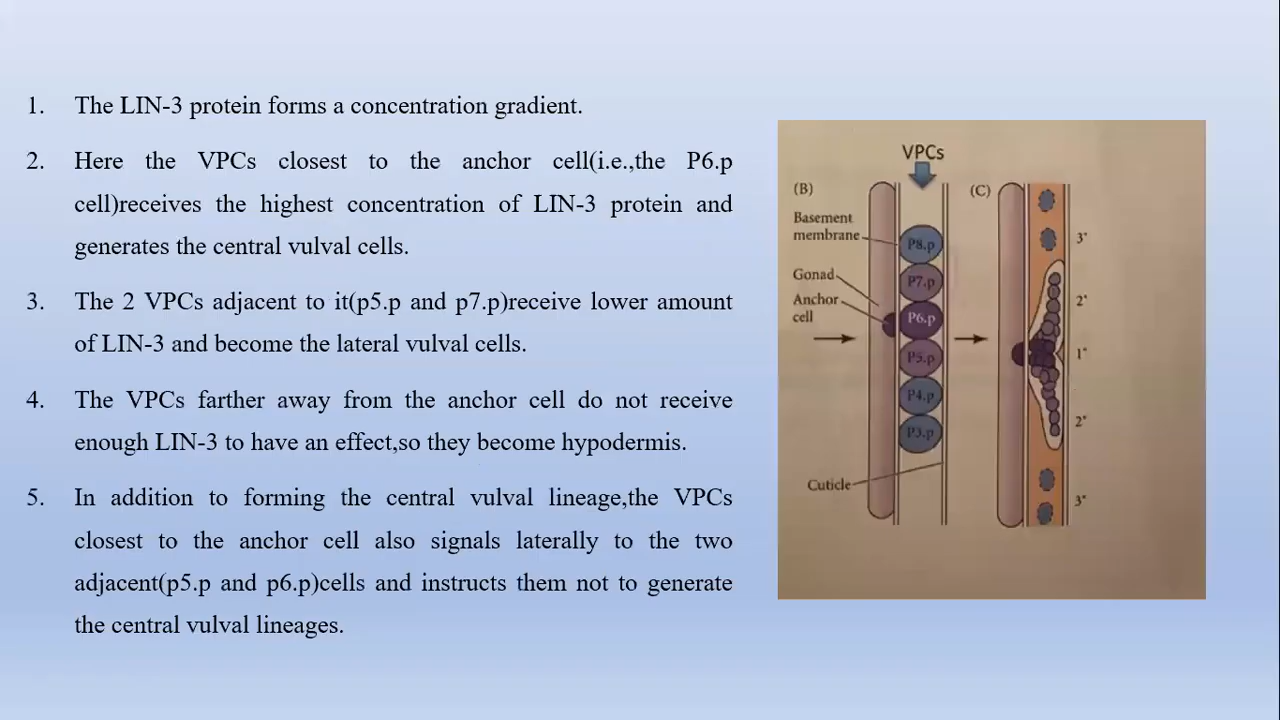 1. The LIN-3 protein forms a concentration gradient.
2. Here the VPCs closest to the anchor cell(i.e.,the P6.p
cell)receives the highest concentration of LIN-3 protein and
generates the central vulval cells.
3. The 2 VPCs adjacent to it(p5.p and p7.p)receive lower amount
of LIN-3 and become the lateral vulval cells.
4. The VPCs farther away from the anchor cell do not receive
enough LIN-3 to have an effect,so they become hypodermis.
5. In addition to forming the central vulval lineage,the VPCs
closest to the anchor cell also signals laterally to the two
adjacent(p5.p and p6.p)cells and instructs them not to generate
the central vulval lineages.
VPCs
(B)
Basement
membrane
Gonad
Anchor
cell
Cuticle
P8.p
P7.p
P6.p
P5.p
P4.p
P3.p
(C)
3°
2°
1°
2°
3°